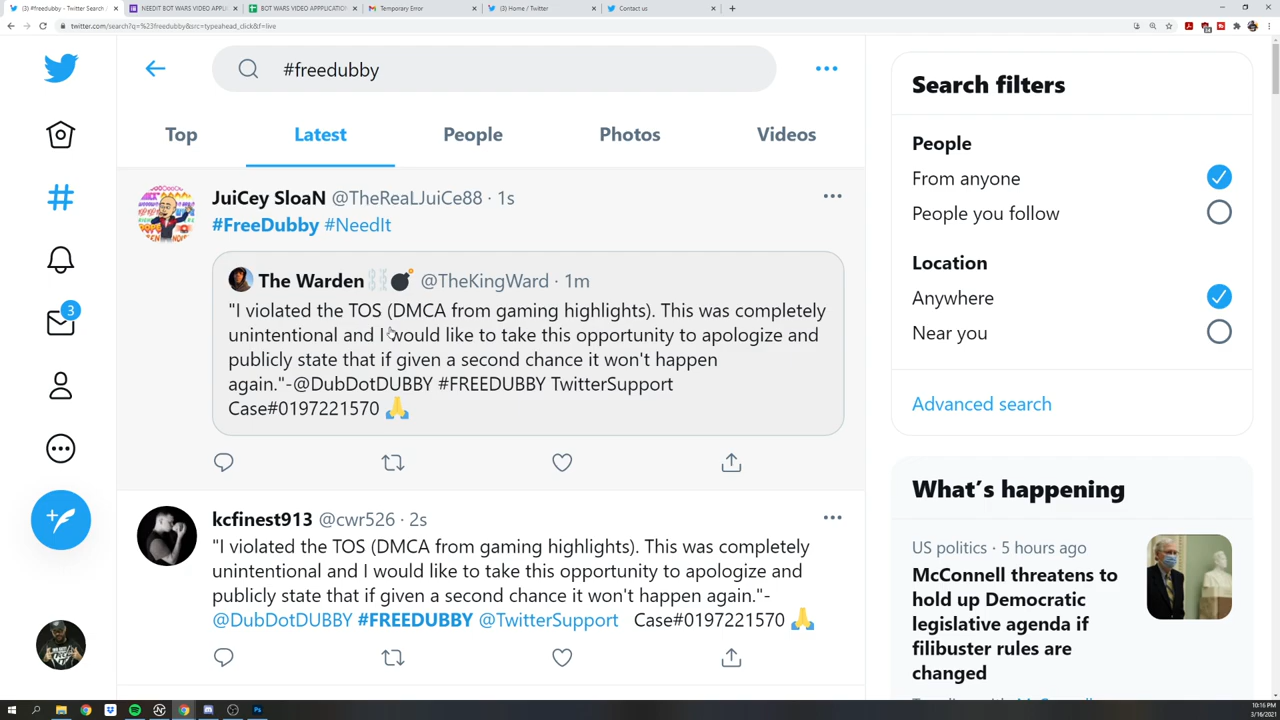 (3) #freedubby - Twitter Search /
NEEDIT BOT WARS VIDEO APPL
BOT WARS VIDEO APPPLICATION
Temporary Error
(3) Home / Twitter
Contact us
twitter.com/search?q=%23freedubby&src=typeahead_click&f=live
#freedubby
Search filters
Top
Latest
People
Photos
Videos
People
From anyone
People you follow
Location
Anywhere
Near you
Advanced search
3
JuiCey SloaN @TheReaLJuiCe88 · 1s
#FreeDubby #NeedIt
The Warden⛓💣 @TheKingWard · 1m
"I violated the TOS (DMCA from gaming highlights). This was completely
unintentional and I would like to take this opportunity to apologize and
publicly state that if given a second chance it won't happen
again."-@DubDotDUBBY #FREEDUBBY TwitterSupport
Case#0197221570 🙏
kcfinest913 @cwr526 · 2s
"I violated the TOS (DMCA from gaming highlights). This was completely
unintentional and I would like to take this opportunity to apologize and
publicly state that if given a second chance it won't happen again."-
@DubDotDUBBY #FREEDUBBY @TwitterSupport Case#0197221570 🙏
What's happening
US politics · 5 hours ago
McConnell threatens to
hold up Democratic
legislative agenda if
filibuster rules are
changed
10:16 PM
3/16/2021